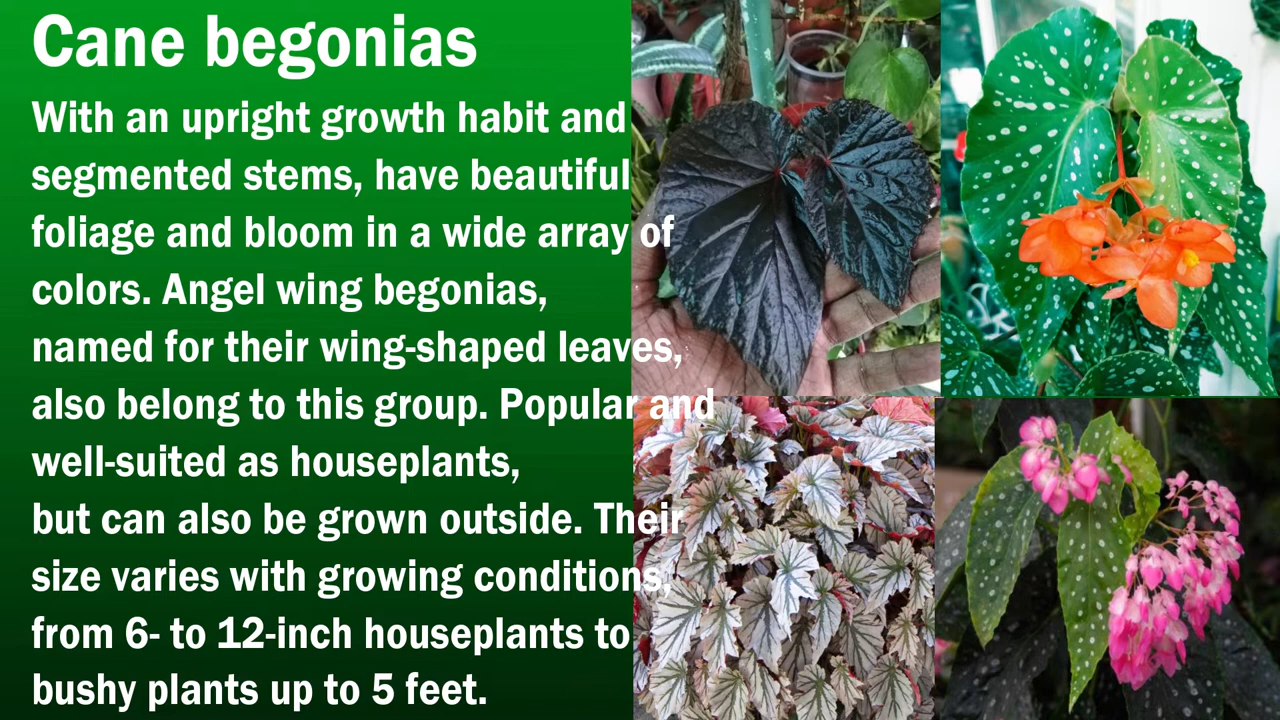 Cane begonias
With an upright growth habit and
segmented stems, have beautiful
foliage and bloom in a wide array of
colors. Angel wing begonias,
named for their wing-shaped leaves,
also belong to this group. Popular and
well-suited as houseplants,
but can also be grown outside. Their
size varies with growing conditions,
from 6- to 12-inch houseplants to
bushy plants up to 5 feet.